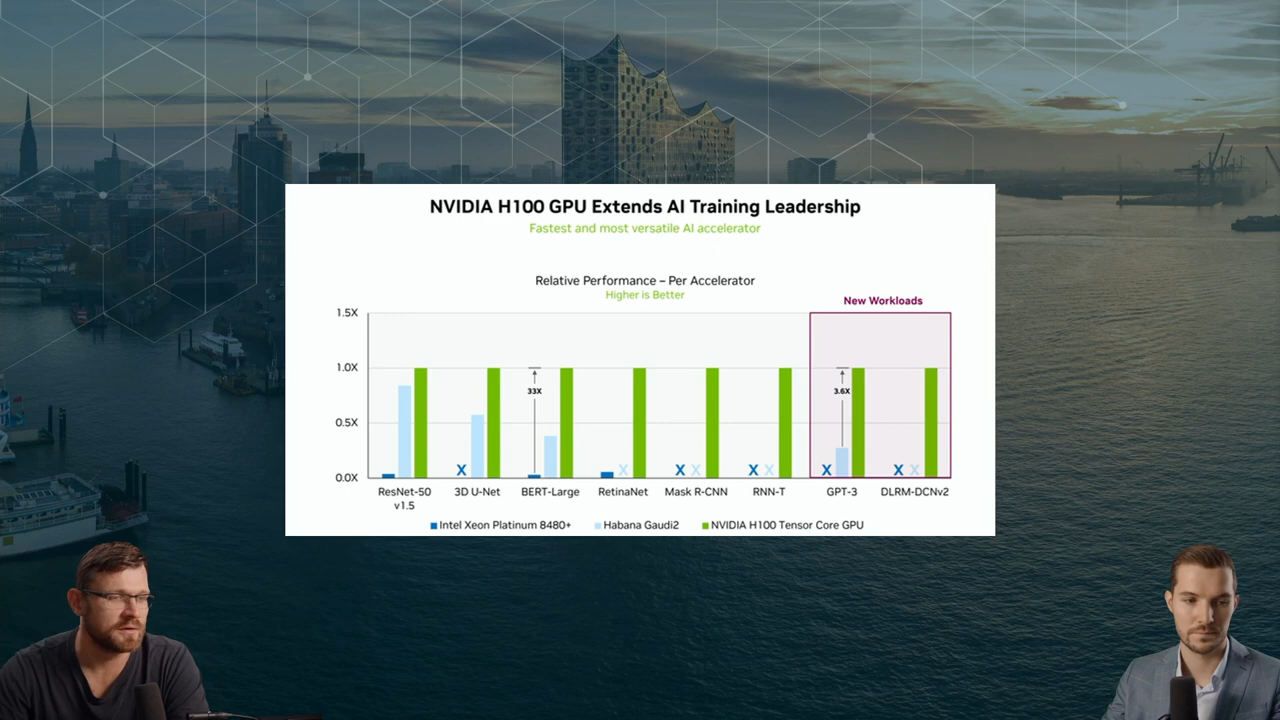 NVIDIA H100 GPU Extends AI Training Leadership
Fastest and most versatile AI accelerator
Relative Performance – Per Accelerator
Higher is Better
New Workloads
1.5X
1.0X
33X
3.6X
0.5X
X
X
X
X
X
X
X
X
X
X
0.0X
ResNet-50 v1.5
3D U-Net
BERT-Large
RetinaNet
Mask R-CNN
RNN-T
GPT-3
DLRM-DCNv2
Intel Xeon Platinum 8480+
Habana Gaudi2
NVIDIA H100 Tensor Core GPU